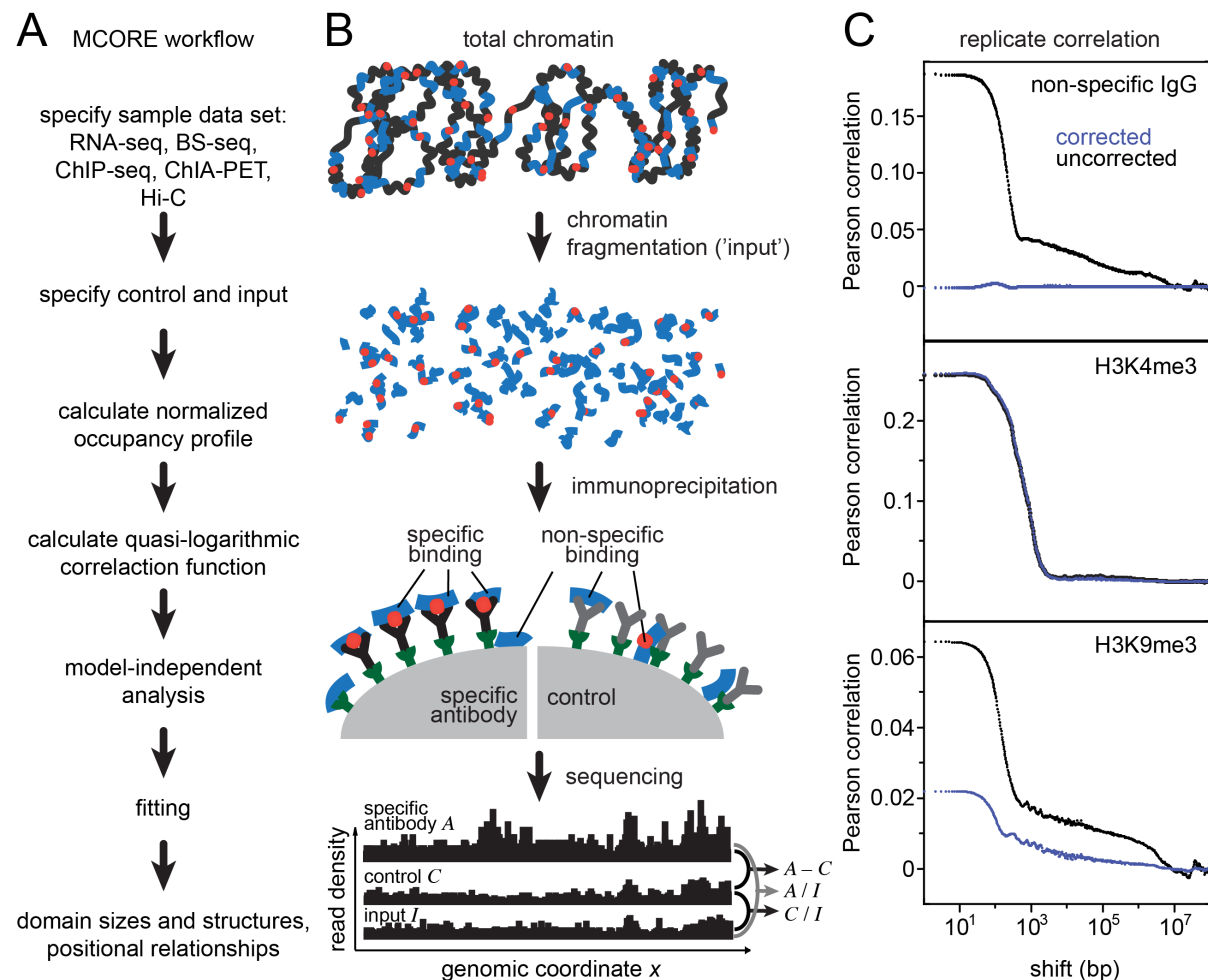 A
MCORE workflow
specify sample data set:
RNA-seq, BS-seq,
ChIP-seq, ChIA-PET,
Hi-C
specify control and input
calculate normalized
occupancy profile
calculate quasi-logarithmic
correlaction function
model-independent
analysis
fitting
domain sizes and structures,
positional relationships
B
total chromatin
chromatin
fragmentation ('input')
immunoprecipitation
specific
binding
non-specific
binding
specific
antibody
control
sequencing
specific
antibody A
control C
input I
read density
genomic coordinate x
A – C
A / I
C / I
C
replicate correlation
non-specific IgG
corrected
uncorrected
Pearson correlation
0.15
0.10
0.05
0
H3K4me3
Pearson correlation
0.2
0.1
0
H3K9me3
Pearson correlation
0.06
0.04
0.02
0
10¹ 10³ 10⁵ 10⁷
shift (bp)